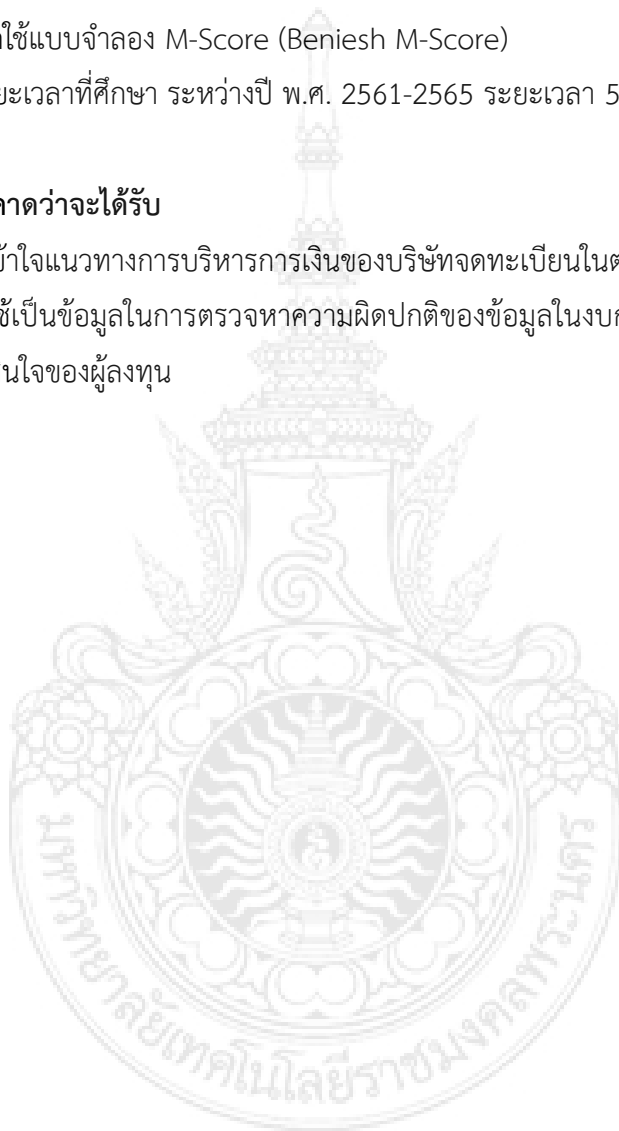 ใช้แบบจำลอง M-Score (Beniesh M-Score)
ยะเวลาที่ศึกษา ระหว่างปี พ.ศ. 2561-2565 ระยะเวลา 5
าดว่าจะได้รับ
ข้าใจแนวทางการบริหารการเงินของบริษัทจดทะเบียนในต
ช้เป็นข้อมูลในการตรวจหาความผิดปกติของข้อมูลในงบก
นใจของผู้ลงทุน
มหาวิทยาลัยเทคโนโลยีราชมงคลพระนคร